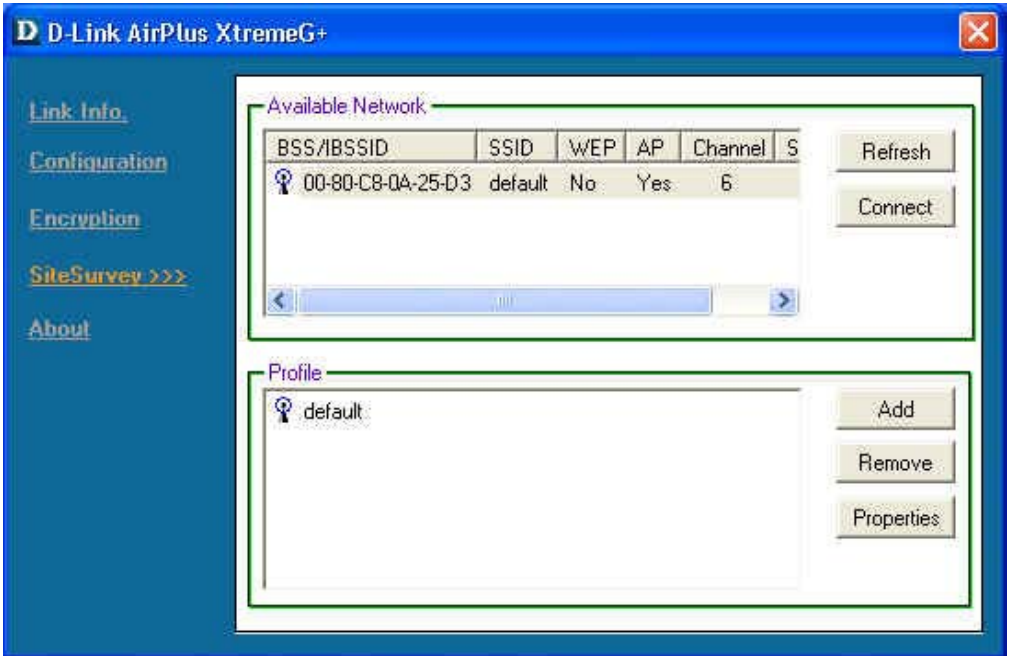 D D-Link AirPlus XtremeG+
Link Info.
Configuration
Encryption
SiteSurvey >>>
About
Available Network
BSS/IBSSID SSID WEP AP Channel S
00-80-C8-0A-25-D3 default No Yes 6
Refresh
Connect
Profile
default
Add
Remove
Properties